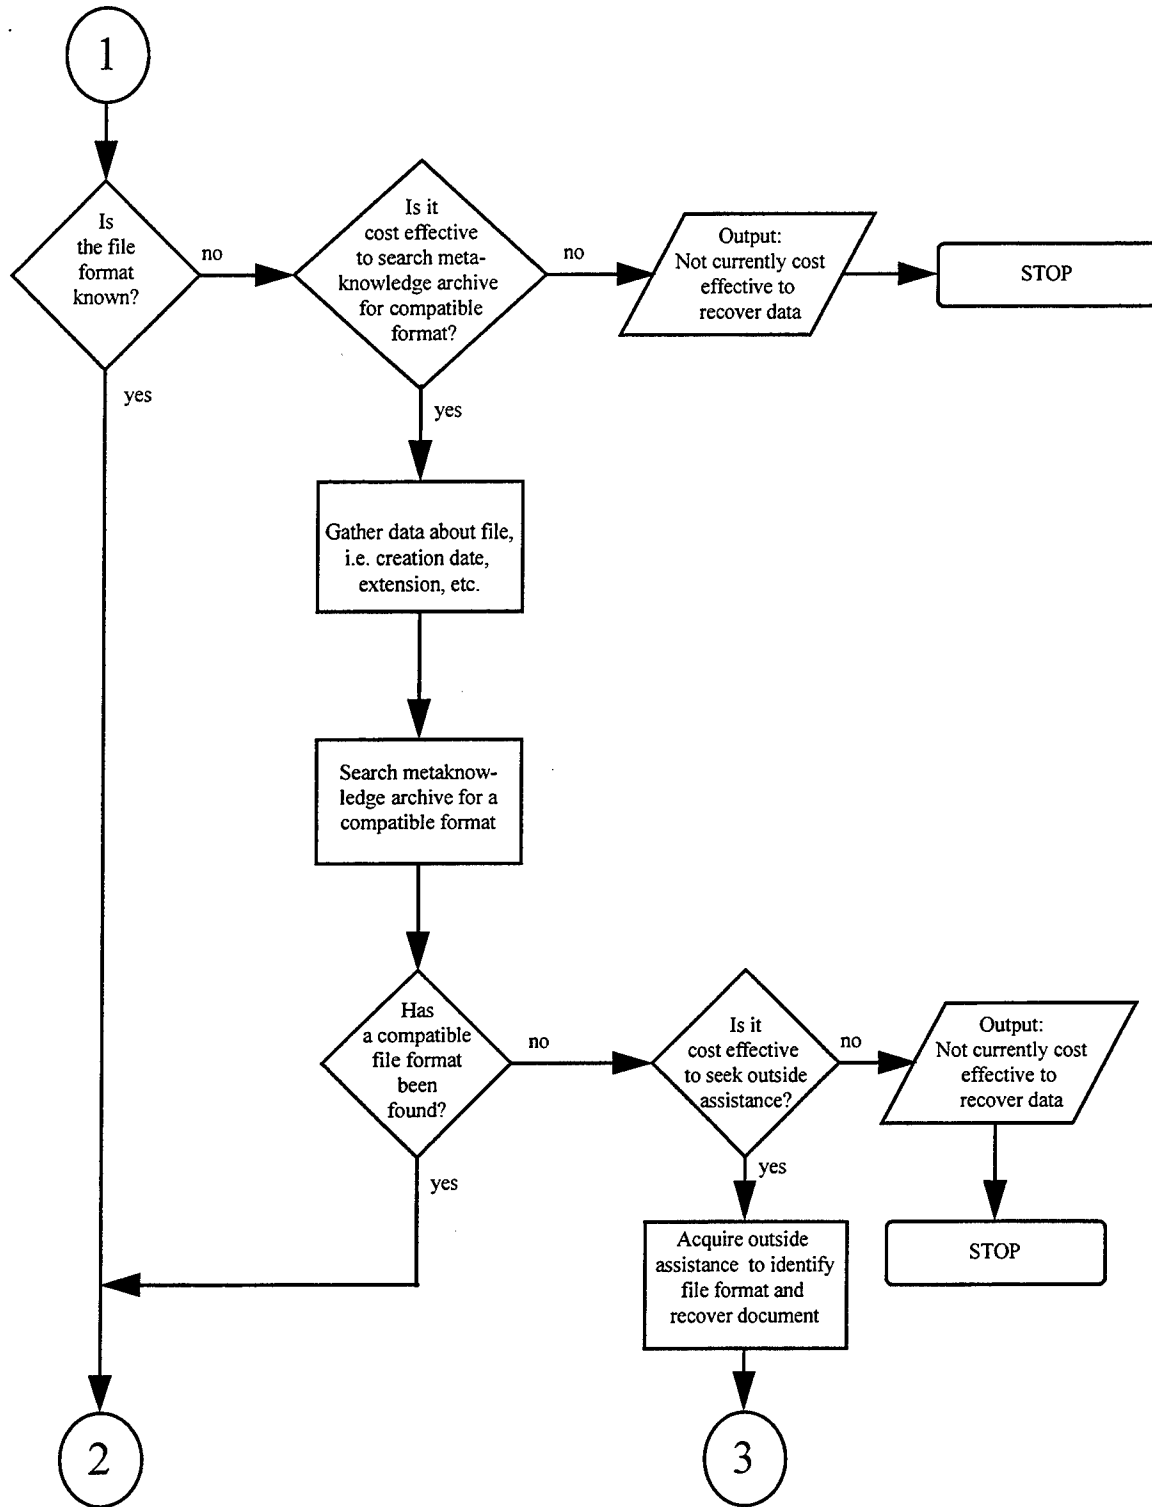 1
Is
the file
format
known?
no
yes
Is it
cost effective
to search meta-
knowledge archive
for compatible
format?
no
yes
Output:
Not currently cost
effective to
recover data
STOP
Gather data about file,
i.e. creation date,
extension, etc.
Search metaknow-
ledge archive for a
compatible format
Has
a compatible
file format
been
found?
no
yes
Is it
cost effective
to seek outside
assistance?
no
yes
Output:
Not currently cost
effective to
recover data
STOP
Acquire outside
assistance to identify
file format and
recover document
2
3